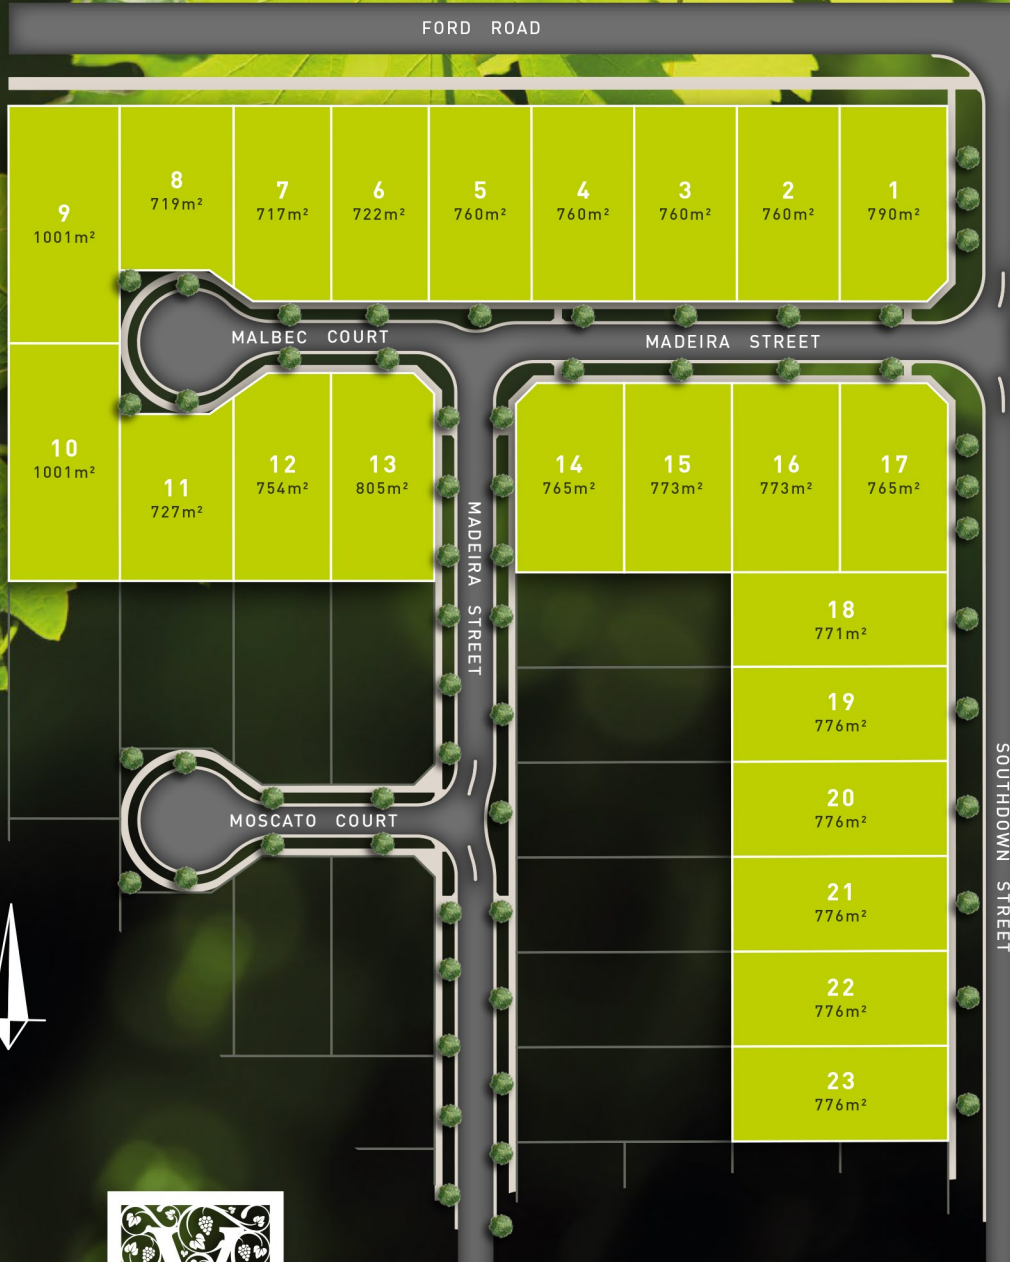 FORD ROAD
8
719m²
9
1001m²
7
717m²
6
722m²
5
760m²
4
760m²
3
760m²
2
760m²
1
790m²
MALBEC COURT
MADEIRA STREET
10
1001m²
11
727m²
12
754m²
13
805m²
MADEIRA STREET
14
765m²
15
773m²
16
773m²
17
765m²
18
771m²
19
776m²
20
776m²
21
776m²
22
776m²
23
776m²
MOSCATO COURT
SOUTHDOWN STREET
V